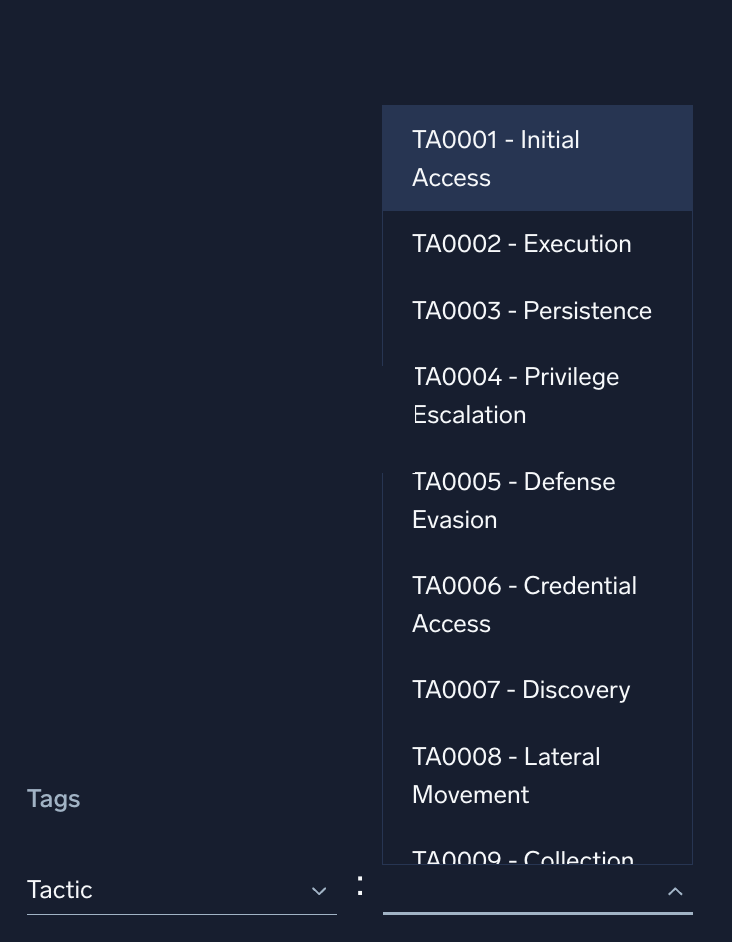 TA0001 - Initial
Access
TA0002 - Execution
TA0003 - Persistence
TA0004 - Privilege
Escalation
TA0005 - Defense
Evasion
TA0006 - Credential
Access
TA0007 - Discovery
TA0008 - Lateral
Movement
TA0009 - Collection
Tags
Tactic :